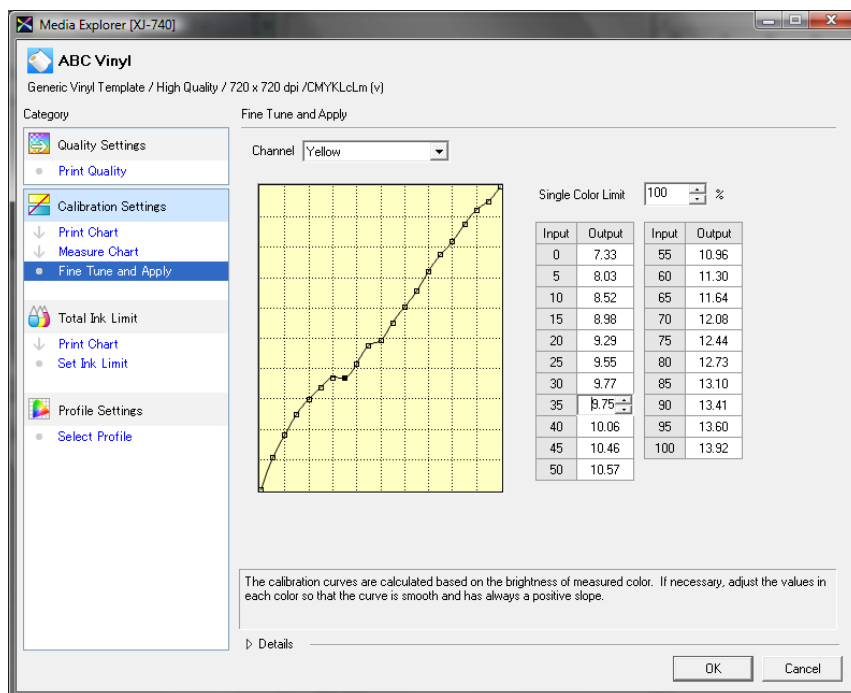 Media Explorer [XJ-740]
ABC Vinyl
Generic Vinyl Template / High Quality / 720 x 720 dpi /CMYKLcLm (v)
Category
Quality Settings
Print Quality
Calibration Settings
Print Chart
Measure Chart
Fine Tune and Apply
Total Ink Limit
Print Chart
Set Ink Limit
Profile Settings
Select Profile
Fine Tune and Apply
Channel Yellow
Single Color Limit 100 %
Input Output Input Output
0 7.33 55 10.96
5 8.03 60 11.30
10 8.52 65 11.64
15 8.98 70 12.08
20 9.29 75 12.44
25 9.55 80 12.73
30 9.77 85 13.10
35 9.75 90 13.41
40 10.06 95 13.60
45 10.46 100 13.92
50 10.57
The calibration curves are calculated based on the brightness of measured color. If necessary, adjust the values in
each color so that the curve is smooth and has always a positive slope.
Details
OK Cancel